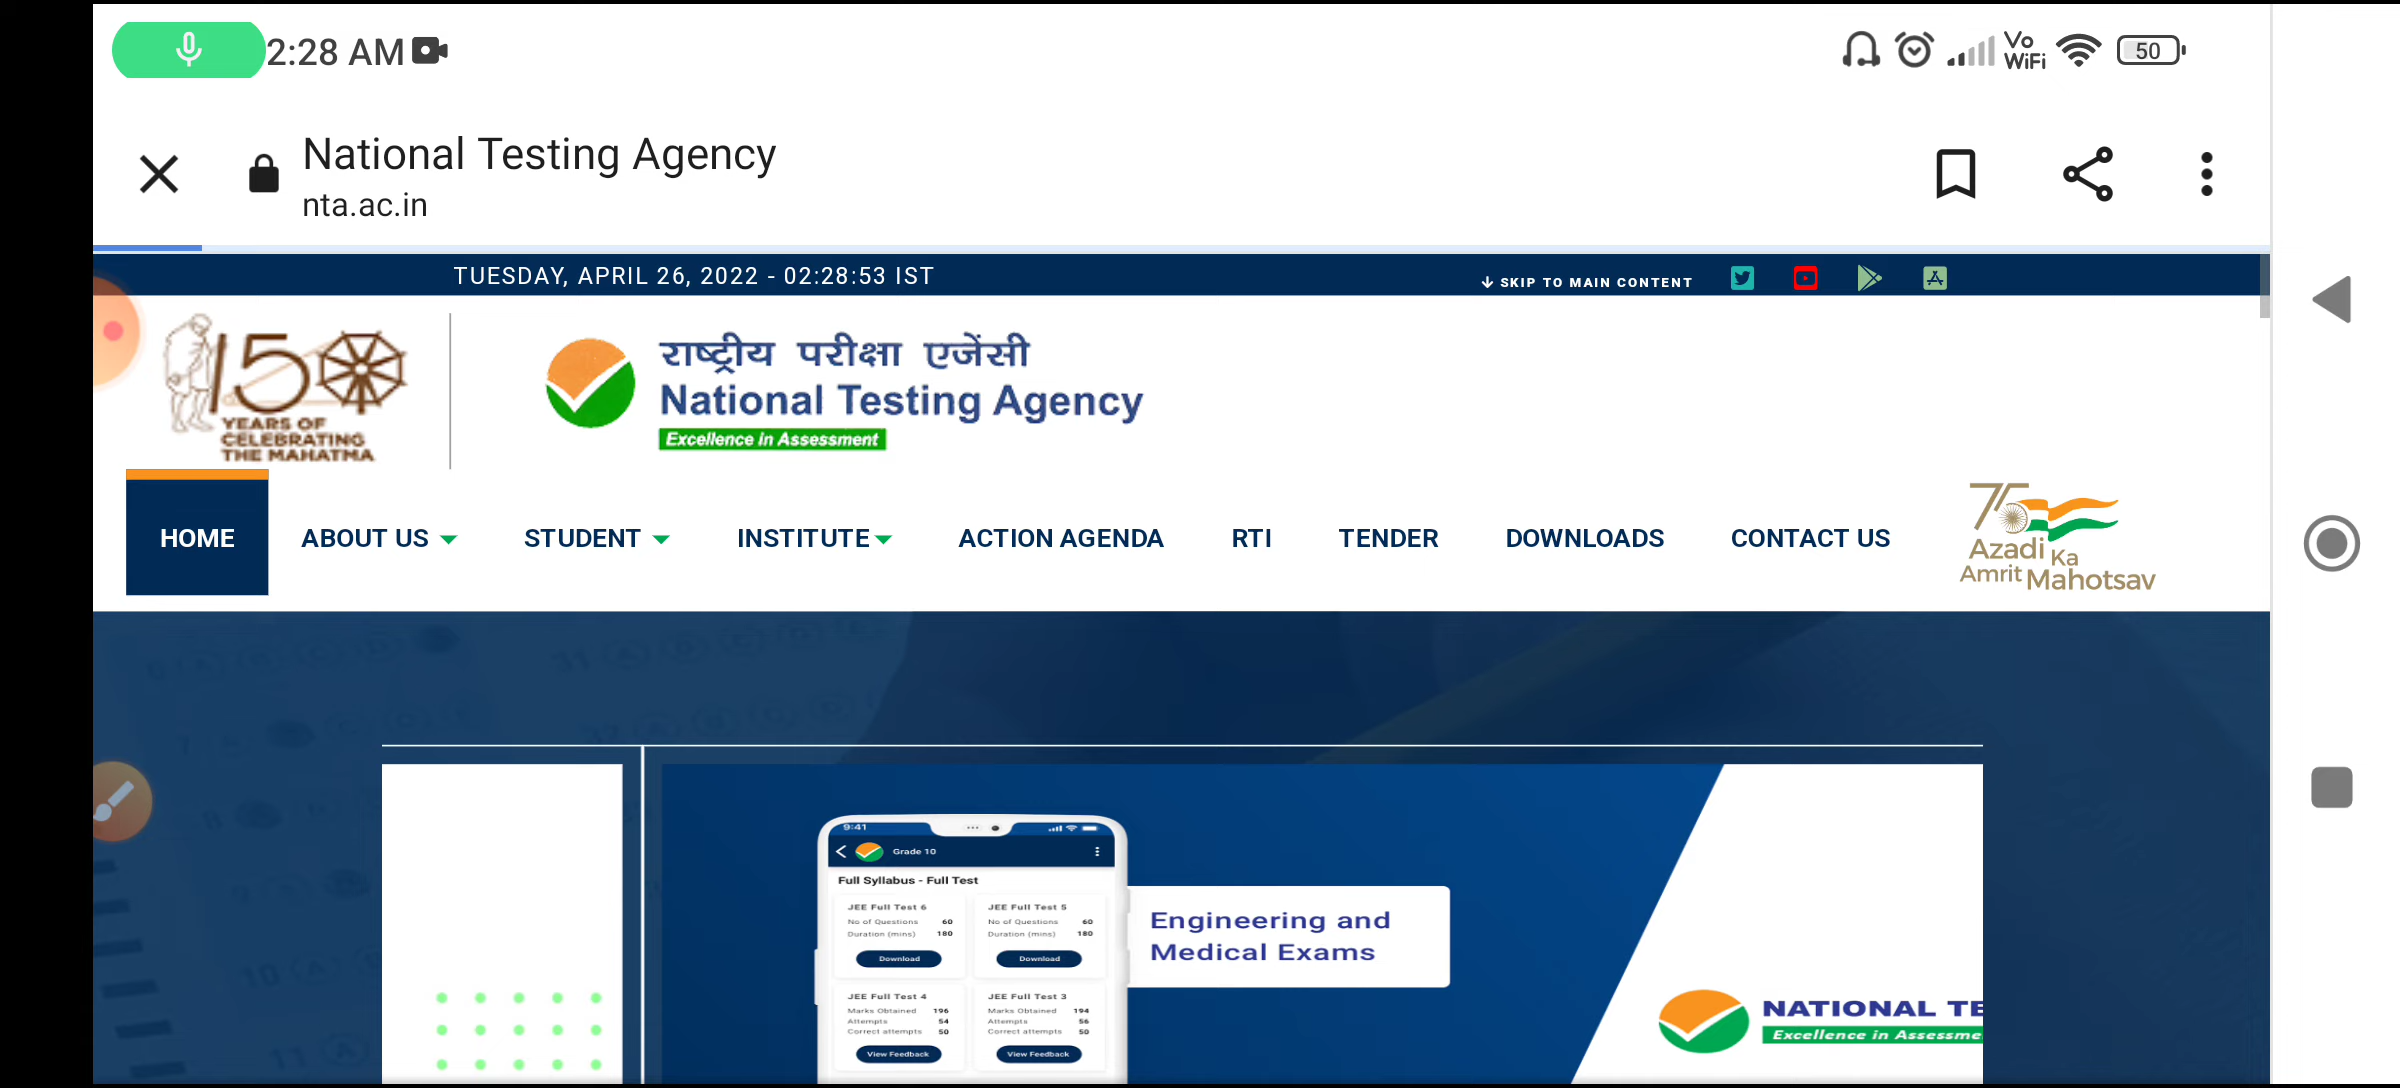 2:28 AM
Vo
WiFi
50
National Testing Agency
nta.ac.in
TUESDAY, APRIL 26, 2022 - 02:28:53 IST
SKIP TO MAIN CONTENT
150
YEARS OF
CELEBRATING
THE MAHATMA
राष्ट्रीय परीक्षा एजेंसी
National Testing Agency
Excellence in Assessment
HOME ABOUT US STUDENT INSTITUTE ACTION AGENDA RTI TENDER DOWNLOADS CONTACT US
75
Azadi Ka
Amrit Mahotsav
9:41
Grade 10
Full Syllabus - Full Test
JEE Full Test 6
No of Questions 60
Duration (mins) 180
Download
JEE Full Test 5
No of Questions 60
Duration (mins) 180
Download
JEE Full Test 4
Marks Obtained 196
Attempts 54
Correct attempts 50
View Feedback
JEE Full Test 3
Marks Obtained 194
Attempts 56
Correct attempts 50
View Feedback
Engineering and
Medical Exams
NATIONAL TE
Excellence in Assessme